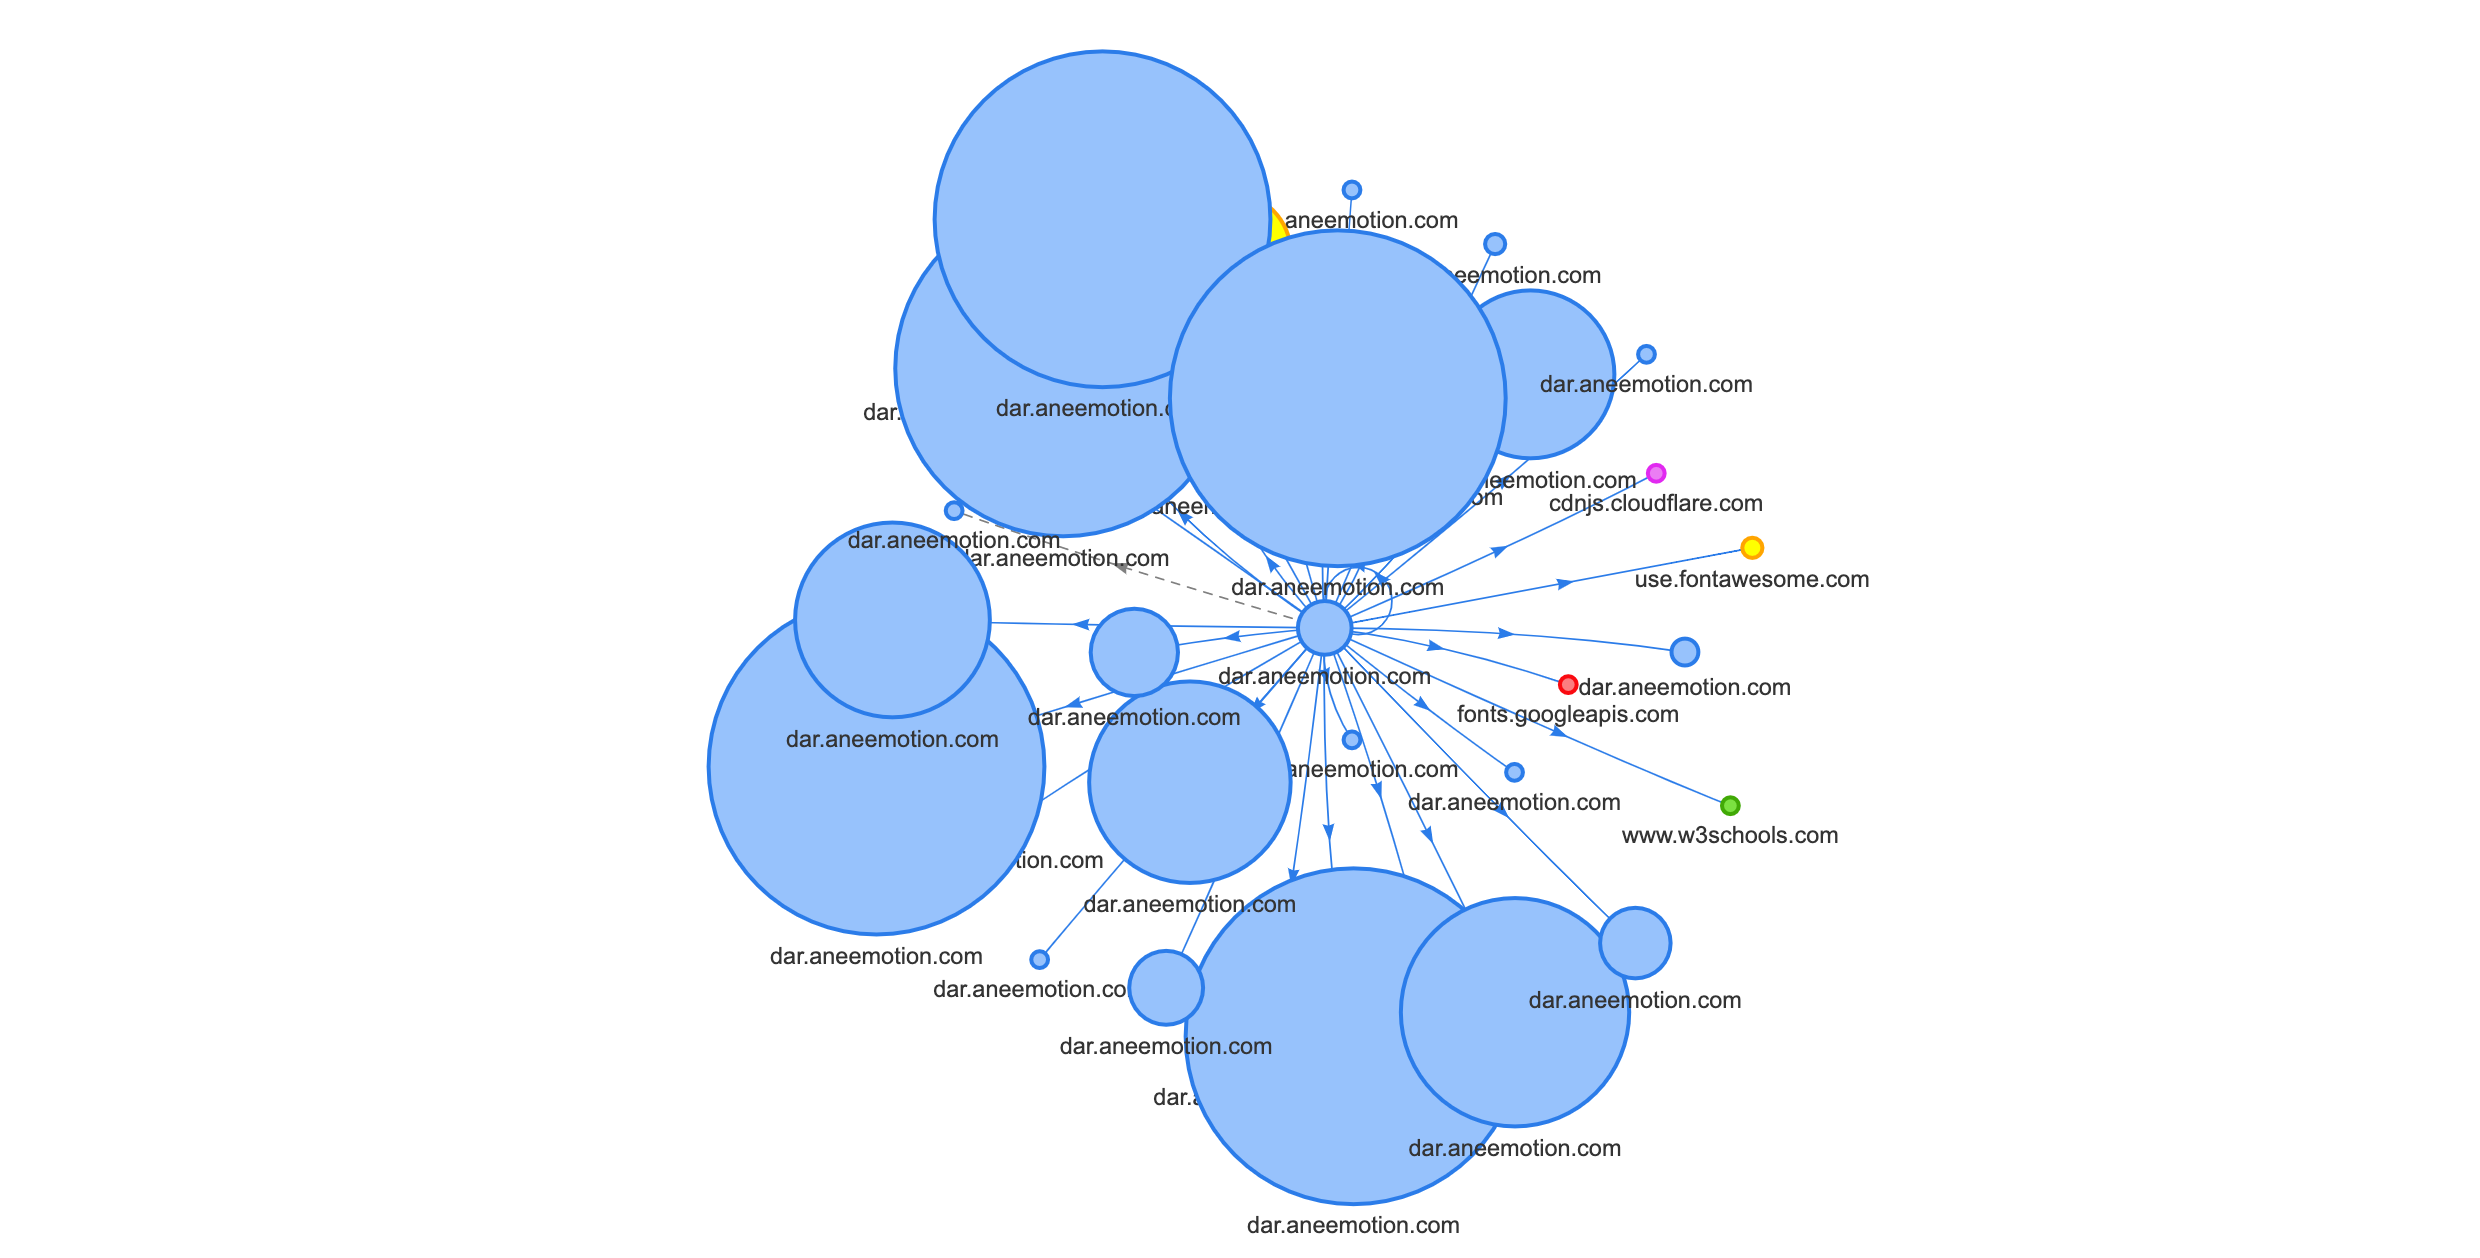 aneemotion.com
eemotion.com
dar.aneemotion.com
dar.
dar.aneemotion.c
eemotion.com
om
cdnjs.cloudflare.com
aneem
dar.aneemotion.com
ar.aneemotion.com
use.fontawesome.com
dar.aneemotion.com
dar.aneemotion.com
dar.aneemotion.com
fonts.googleapis.com
dar.aneemotion.com
dar.aneemotion.com
aneemotion.com
dar.aneemotion.com
www.w3schools.com
tion.com
dar.aneemotion.com
dar.aneemotion.com
dar.aneemotion.co
dar.aneemotion.com
dar.aneemotion.com
dar.a
dar.aneemotion.com
dar.aneemotion.com